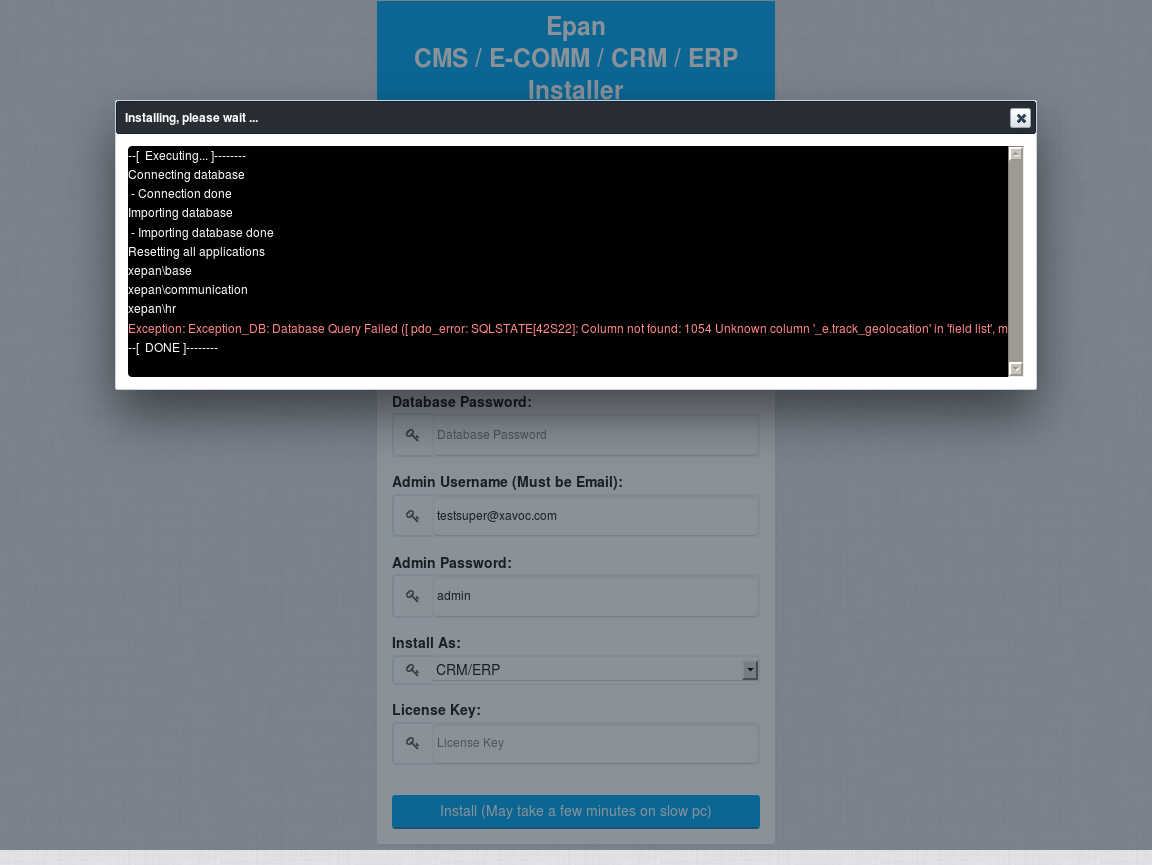 Epan
CMS / E-COMM / CRM / ERP
Installer
Installing, please wait ...
--[ Executing... ]--------
Connecting database
- Connection done
Importing database
- Importing database done
Resetting all applications
xepan\base
xepan\communication
xepan\hr
Exception: Exception_DB: Database Query Failed ([ pdo_error: SQLSTATE[42S22]: Column not found: 1054 Unknown column '_e.track_geolocation' in 'field list', m
--[ DONE ]--------
Database Password:
Database Password
Admin Username (Must be Email):
testsuper@xavoc.com
Admin Password:
admin
Install As:
CRM/ERP
License Key:
License Key
Install (May take a few minutes on slow pc)